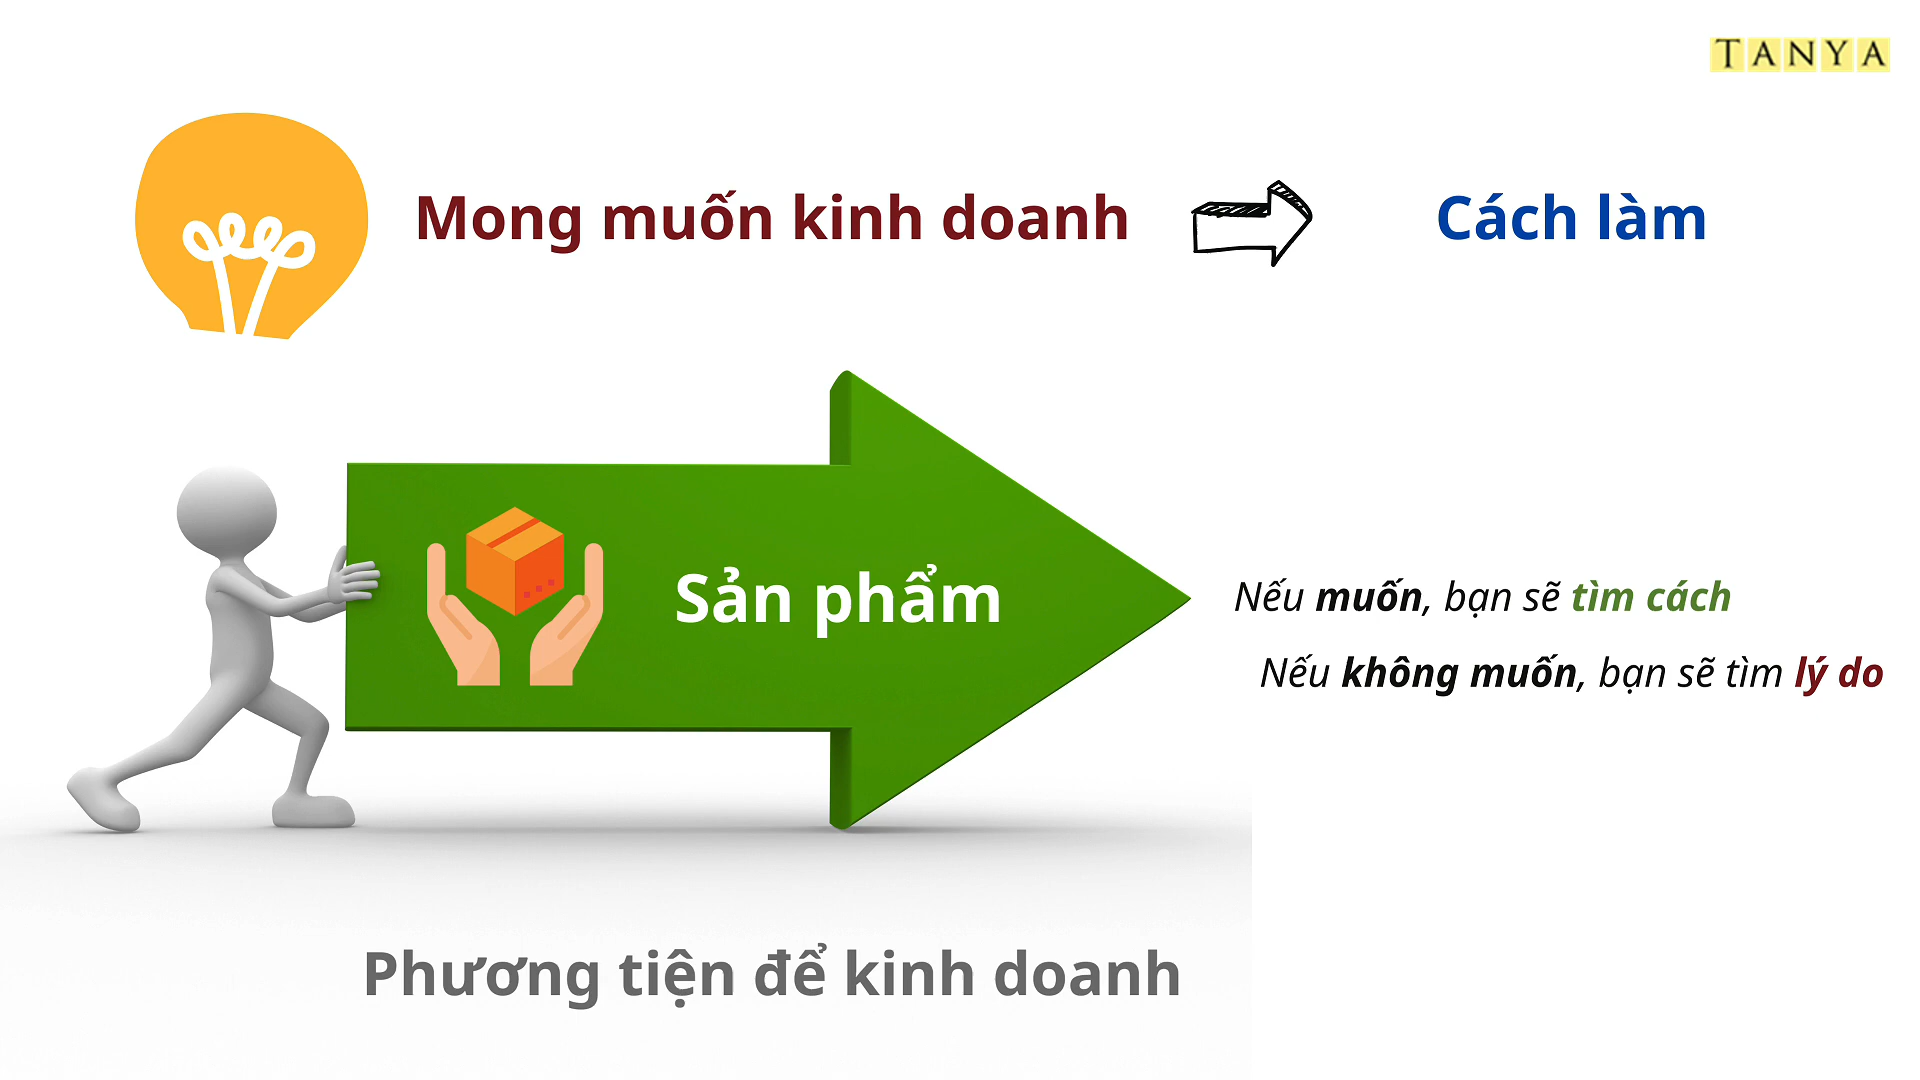 TANYA
Mong muốn kinh doanh
Cách làm
Sản phẩm
Nếu muốn, bạn sẽ tìm cách
Nếu không muốn, bạn sẽ tìm lý do
Phương tiện để kinh doanh